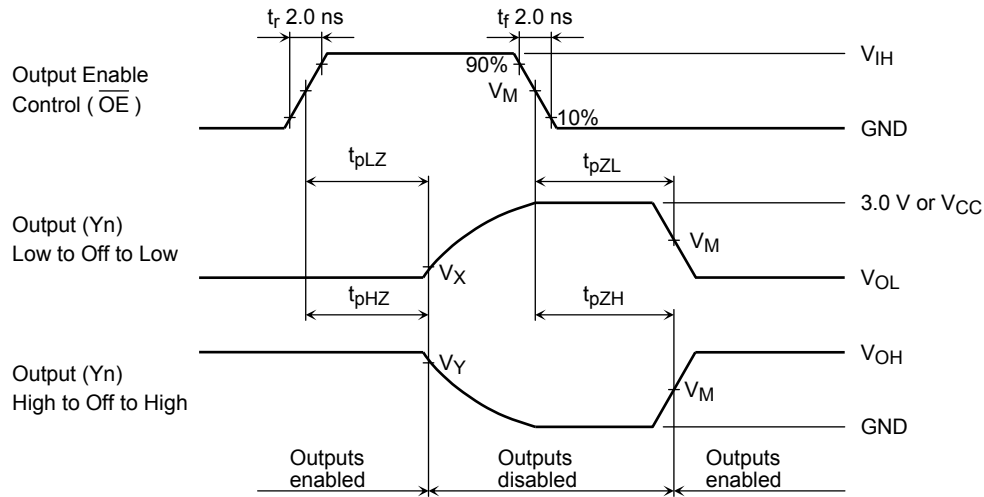 tr 2.0 ns
tf 2.0 ns
Output Enable
Control ( OE )
90%
VM
10%
VIH
GND
tpLZ
tpZL
Output (Yn)
Low to Off to Low
VX
VM
3.0 V or VCC
VOL
tpHZ
tpZH
Output (Yn)
High to Off to High
VY
VM
VOH
GND
Outputs
enabled
Outputs
disabled
Outputs
enabled